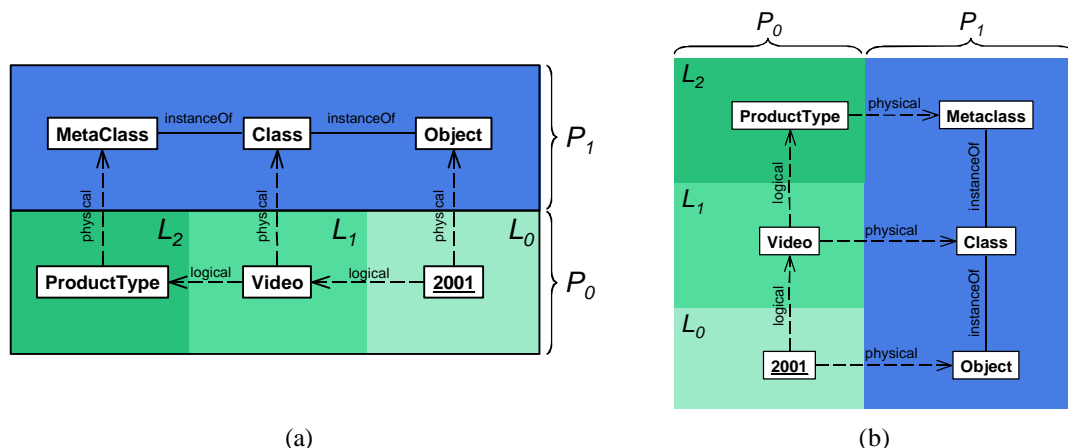 MetaClass
instanceOf
Class
instanceOf
Object
P1
physical
physical
physical
L2
L1
L0
ProductType
logical
Video
logical
2001
P0
(a)
P0
P1
L2
ProductType
physical
Metaclass
logical
instanceOf
L1
Video
physical
Class
logical
instanceOf
L0
2001
physical
Object
(b)